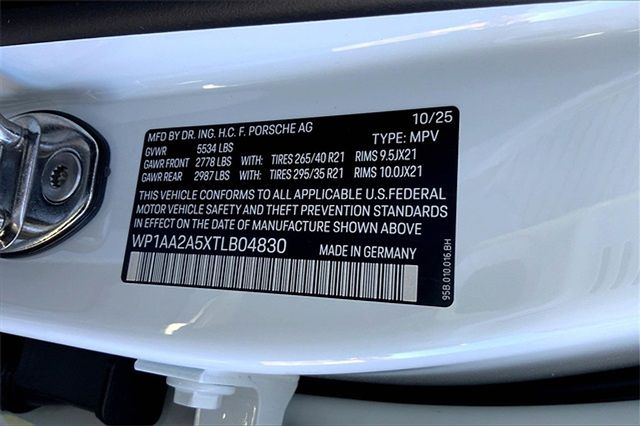 10/25
MFD BY DR. ING. H.C. F. PORSCHE AG
GVWR 5534 LBS TYPE: MPV
GAWR FRONT 2778 LBS WITH: TIRES 265/40 R21 RIMS 9.5JX21
GAWR REAR 2987 LBS WITH: TIRES 295/35 R21 RIMS 10.0JX21
THIS VEHICLE CONFORMS TO ALL APPLICABLE U.S.FEDERAL
MOTOR VEHICLE SAFETY AND THEFT PREVENTION STANDARDS
IN EFFECT ON THE DATE OF MANUFACTURE SHOWN ABOVE
WP1AA2A5XTLB04830 MADE IN GERMANY
95B.010.016.BH